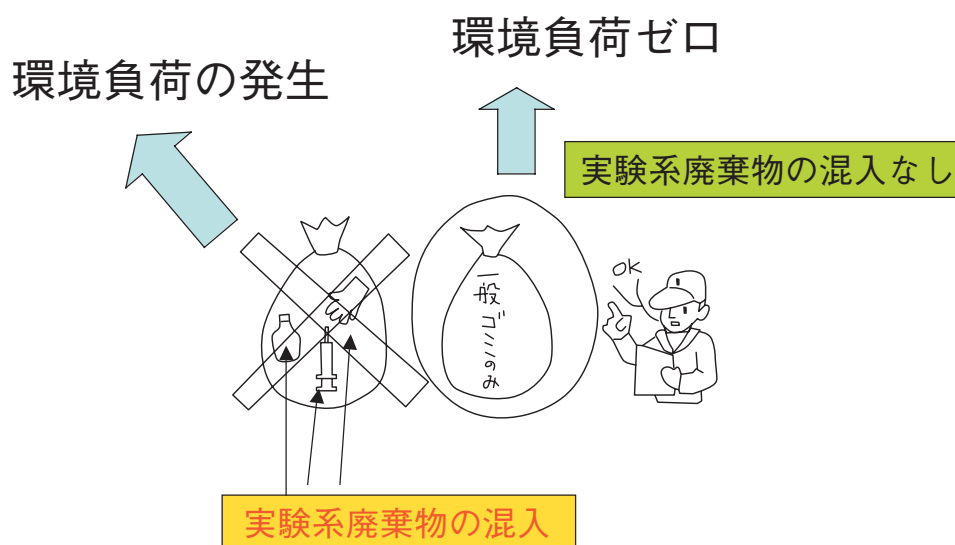 環境負荷ゼロ
環境負荷の発生
実験系廃棄物の混入なし
OK
一般ゴミのみ
実験系廃棄物の混入